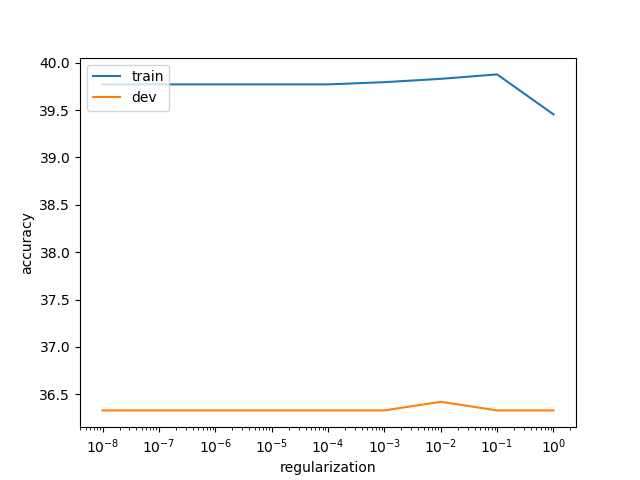 train
dev
accuracy
40.0
39.5
39.0
38.5
38.0
37.5
37.0
36.5
10⁻⁸ 10⁻⁷ 10⁻⁶ 10⁻⁵ 10⁻⁴ 10⁻³ 10⁻² 10⁻¹ 10⁰
regularization